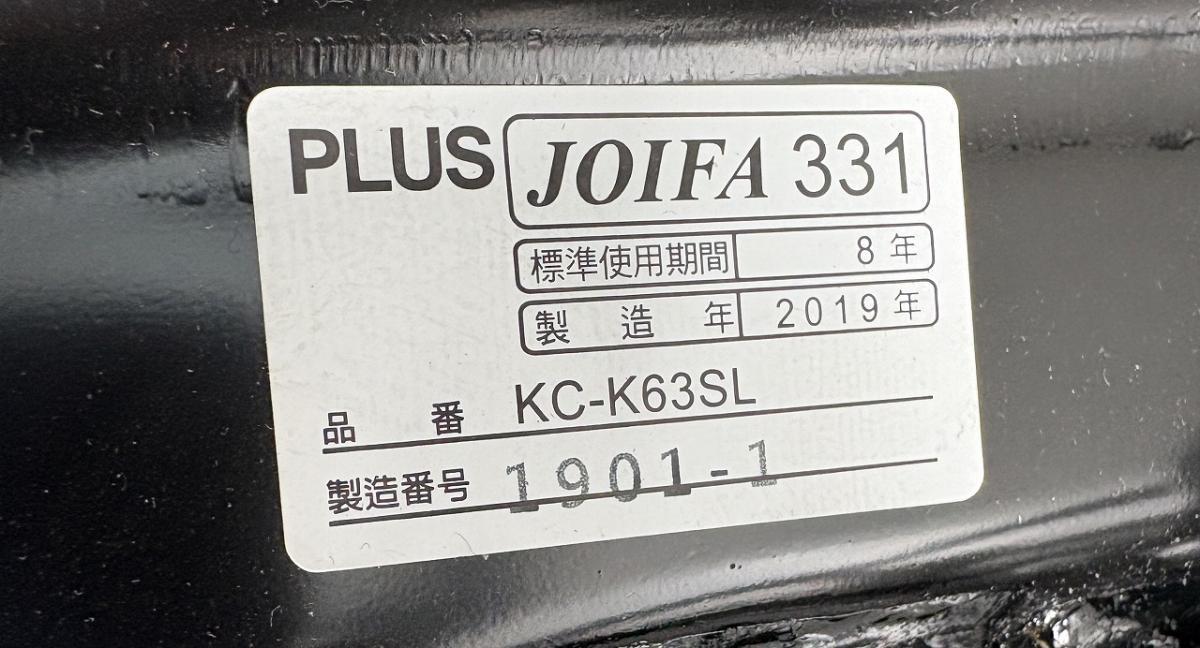 PLUS JOIFA 331
標準使用期間 8年
製造年 2019年
品番 KC-K63SL
製造番号 1901-1